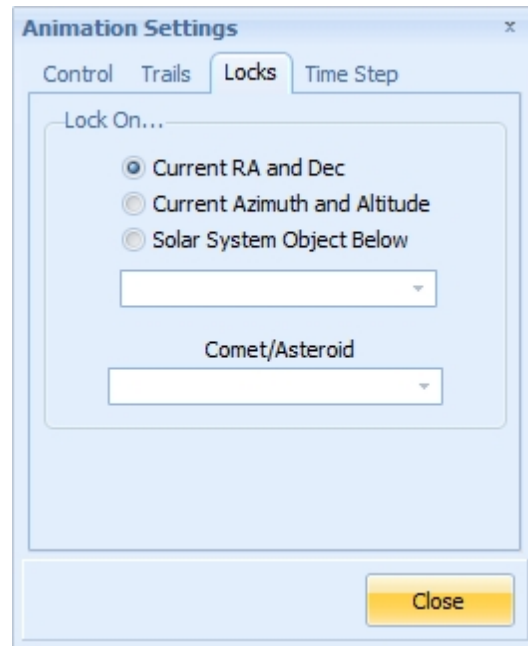 Animation Settings x
Control Trails Locks Time Step
Lock On...
Current RA and Dec
Current Azimuth and Altitude
Solar System Object Below
Comet/Asteroid
Close